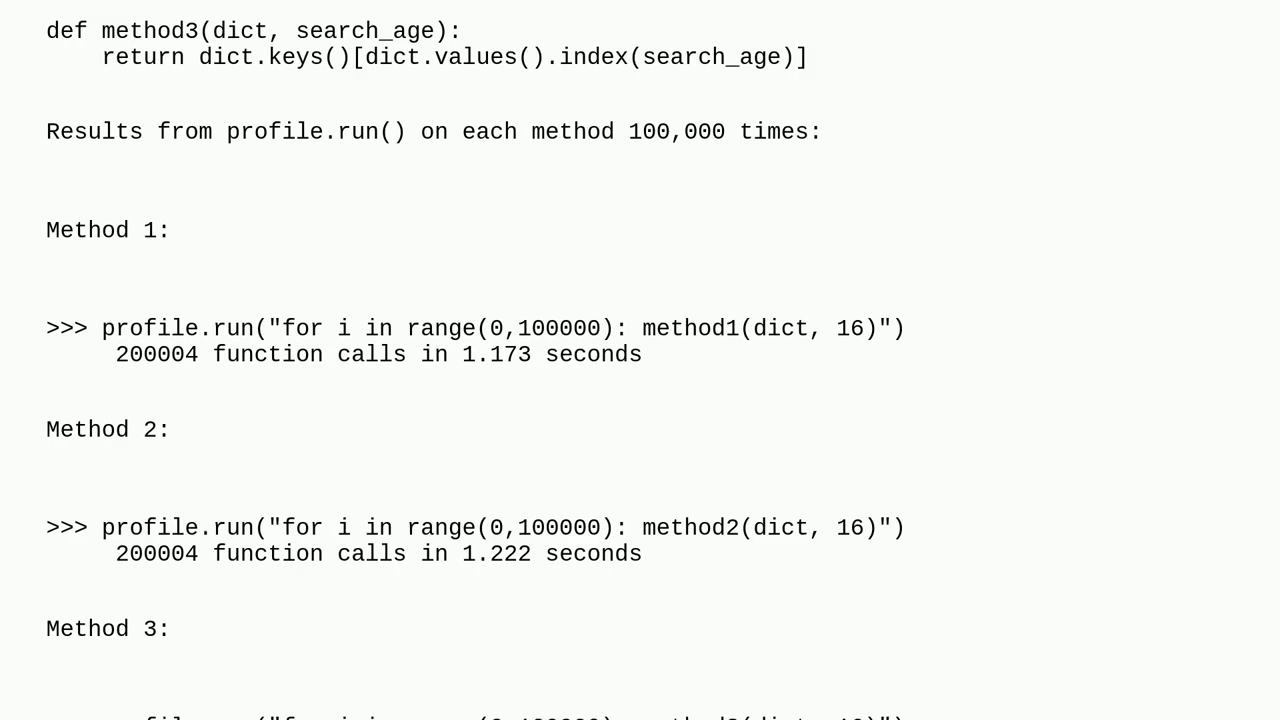 def method3(dict, search_age):
    return dict.keys()[dict.values().index(search_age)]
Results from profile.run() on each method 100,000 times:
Method 1:
>>> profile.run("for i in range(0,100000): method1(dict, 16)")
     200004 function calls in 1.173 seconds
Method 2:
>>> profile.run("for i in range(0,100000): method2(dict, 16)")
     200004 function calls in 1.222 seconds
Method 3: